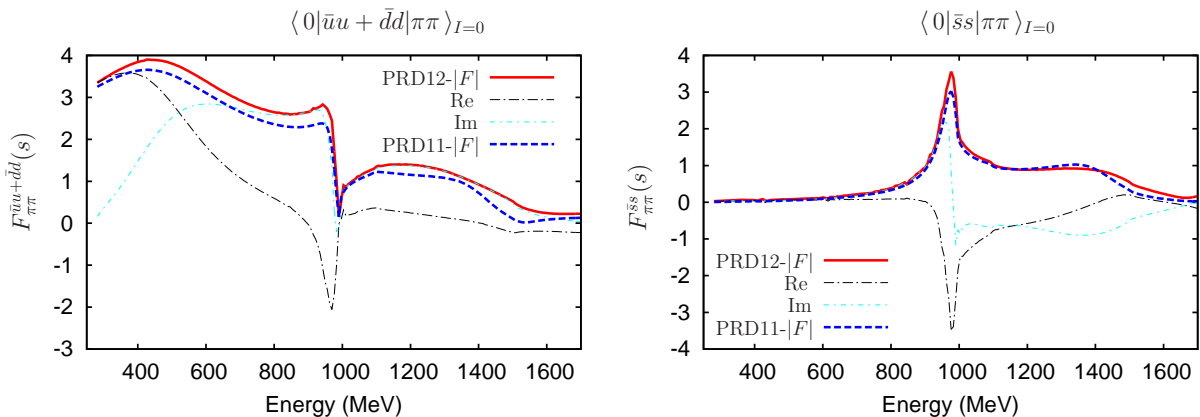 ⟨ 0|ūu + d̄d|ππ ⟩I=0
4
3
2
1
0
-1
-2
-3
400 600 800 1000 1200 1400 1600
Energy (MeV)
F^{ūu+d̄d}_{ππ}(s)
PRD12-|F|
Re
Im
PRD11-|F|
⟨ 0|s̄s|ππ ⟩I=0
4
3
2
1
0
-1
-2
-3
-4
400 600 800 1000 1200 1400 1600
Energy (MeV)
F^{s̄s}_{ππ}(s)
PRD12-|F|
Re
Im
PRD11-|F|